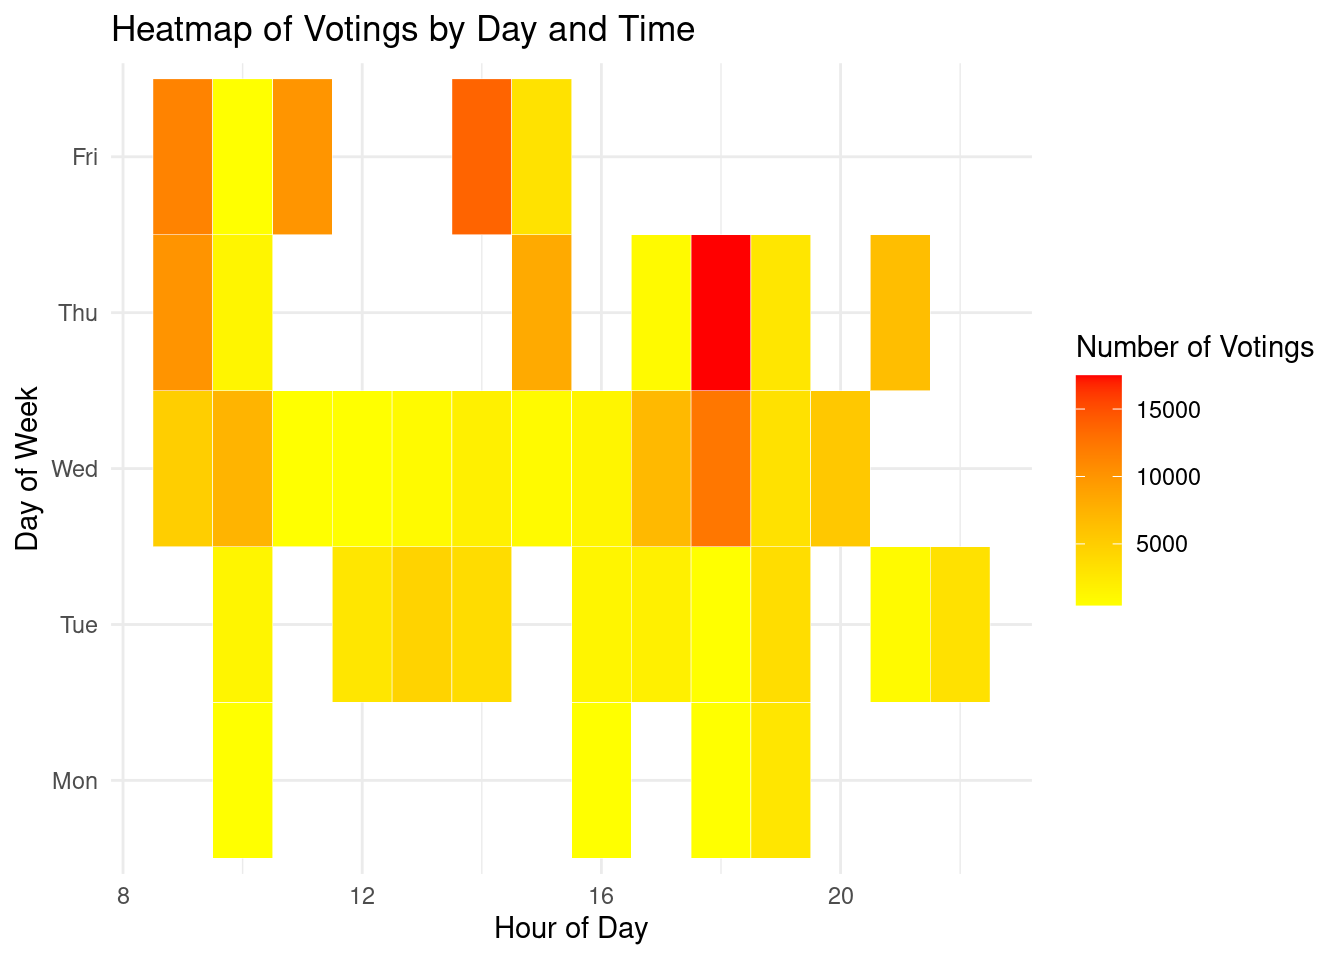 Heatmap of Votings by Day and Time
Fri
Thu
Wed
Tue
Mon
Day of Week
8
12
16
20
Hour of Day
Number of Votings
15000
10000
5000